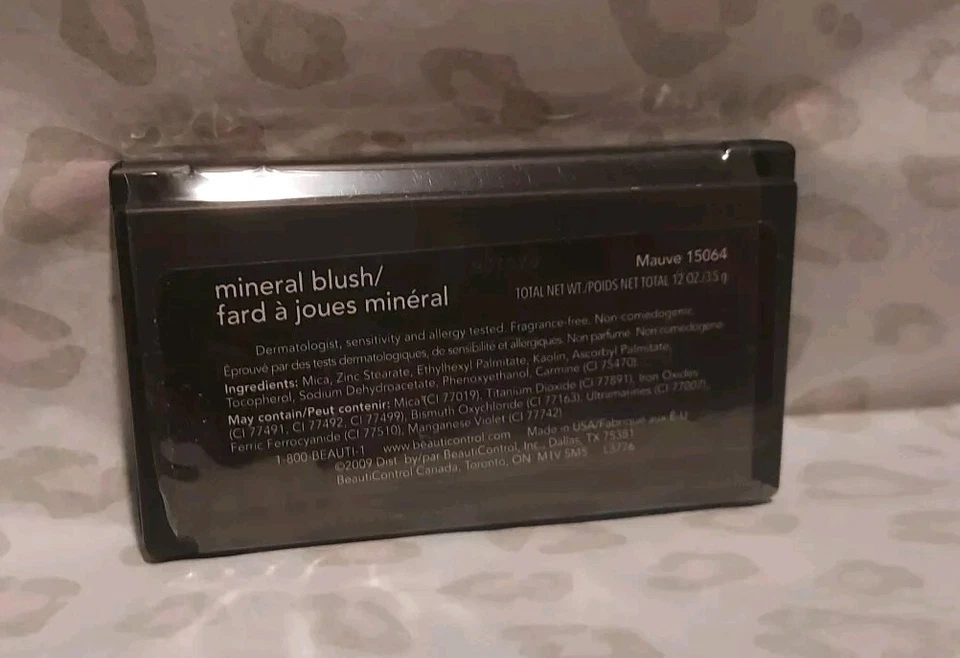 mineral blush/
fard à joues minéral
Mauve 15064
TOTAL NET WT./POIDS NET TOTAL .12 OZ./3.5 g
Dermatologist, sensitivity and allergy tested. Fragrance-free. Non-comedogenic.
Éprouvé par des tests dermatologiques, de sensibilité et allergiques. Non parfumé. Non comédogène.
Ingredients: Mica, Zinc Stearate, Ethylhexyl Palmitate, Kaolin, Ascorbyl Palmitate,
Tocopherol, Sodium Dehydroacetate, Phenoxyethanol, Carmine (CI 75470).
May contain/Peut contenir: Mica (CI 77019), Titanium Dioxide (CI 77891), Iron Oxides
(CI 77491, CI 77492, CI 77499), Bismuth Oxychloride (CI 77163), Ultramarines (CI 77007),
Ferric Ferrocyanide (CI 77510), Manganese Violet (CI 77742)
1-800-BEAUTI-1 www.beauticontrol.com Made in USA/Fabriqué aux É-U
©2009 Dist. by/par BeautiControl, Inc., Dallas, TX 75381
BeautiControl Canada, Toronto, ON M1V 5M5 L3776